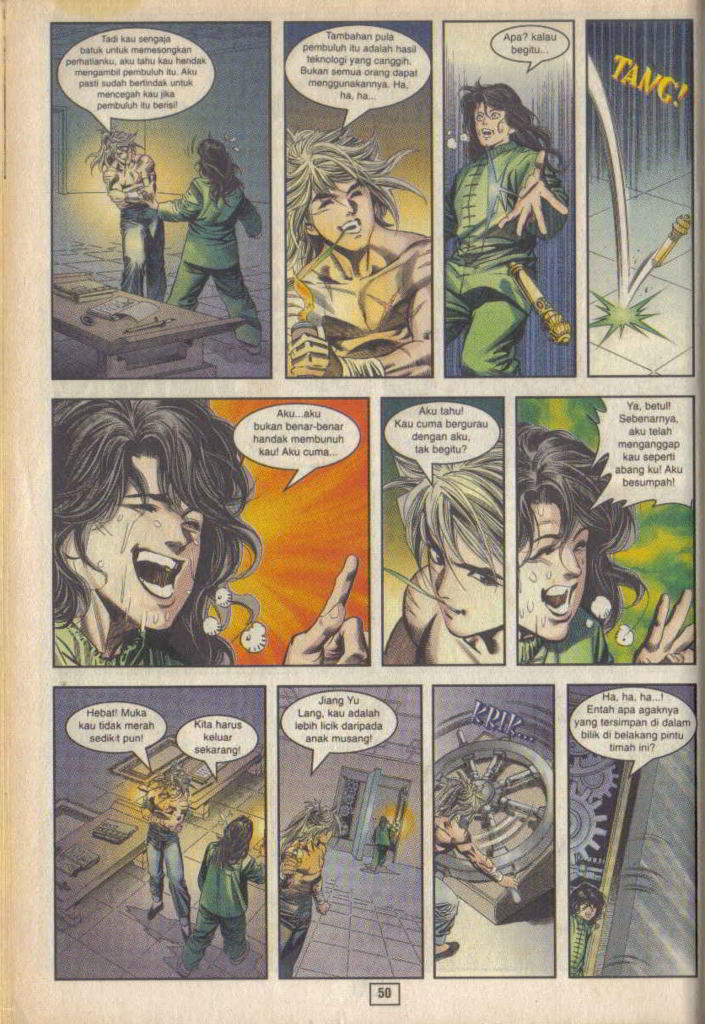 Tadi kau sengaja
batuk untuk memesongkan
perhatianku, aku tahu kau hendak
mengambil pembuluh itu. Aku
pasti sudah bertindak untuk
mencegah kau jika
pembuluh itu berisi!
Tambahan pula
pembuluh itu adalah hasil
teknologi yang canggih.
Bukan semua orang dapat
menggunakannya. Ha,
ha, ha...
Apa? kalau
begitu...
TANG!
Aku...aku
bukan benar-benar
handak membunuh
kau! Aku cuma...
Aku tahu!
Kau cuma bergurau
dengan aku,
tak begitu?
Ya, betul!
Sebenarnya,
aku telah
menganggap
kau seperti
abang ku! Aku
besumpah!
Hebat! Muka
kau tidak merah
sedikit pun!
Kita harus
keluar
sekarang!
Jiang Yu
Lang, kau adalah
lebih licik daripada
anak musang!
KRIK...
Ha, ha, ha...!
Entah apa agaknya
yang tersimpan di dalam
bilik di belakang pintu
timah ini?
50